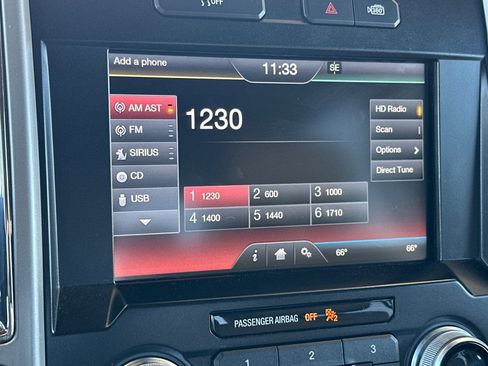 OFF
Add a phone
11:33
SE
AM AST
FM
SIRIUS
CD
USB
1230
HD Radio
Scan
Options
Direct Tune
1 1230
2 600
3 1000
4 1400
5 1440
6 1710
i
66°
66°
PASSENGER AIRBAG OFF 2
1
2
3